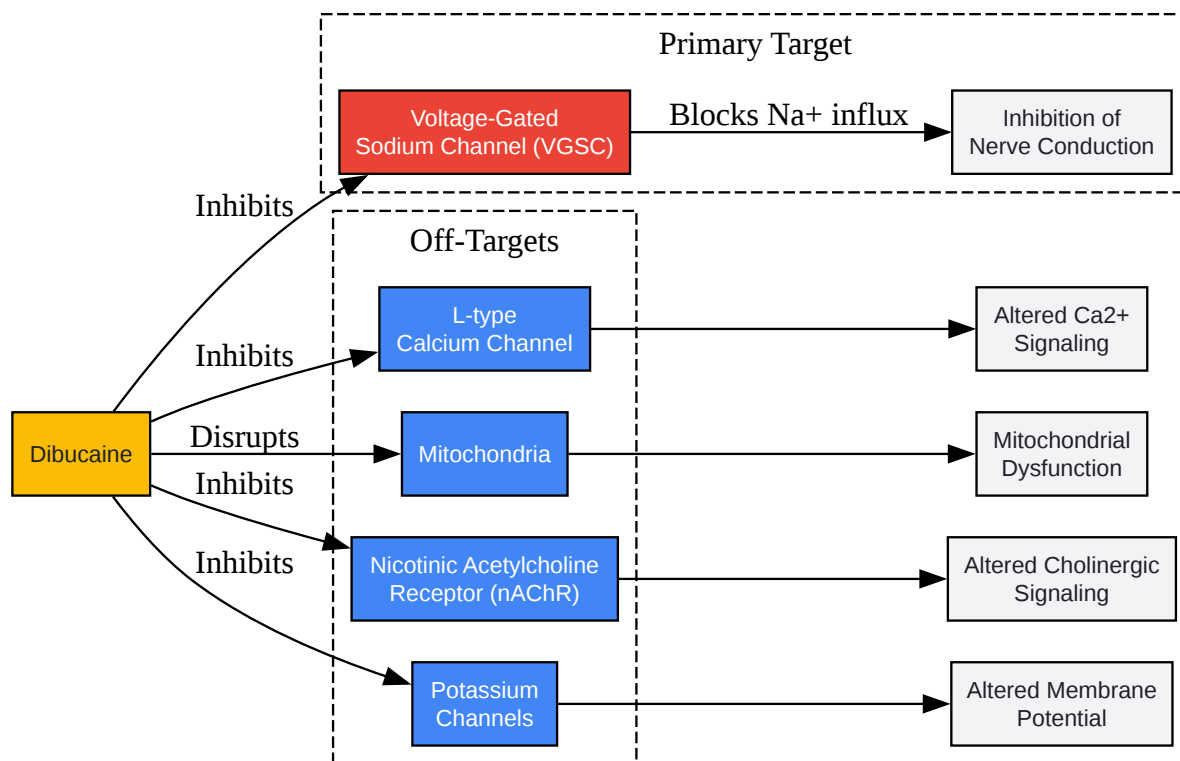 Primary Target
Voltage-Gated
Sodium Channel (VGSC)
Blocks Na+ influx
Inhibition of
Nerve Conduction
Inhibits
Off-Targets
L-type
Calcium Channel
Altered Ca2+
Signaling
Inhibits
Dibucaine
Disrupts
Mitochondria
Mitochondrial
Dysfunction
Inhibits
Nicotinic Acetylcholine
Receptor (nAChR)
Altered Cholinergic
Signaling
Inhibits
Potassium
Channels
Altered Membrane
Potential